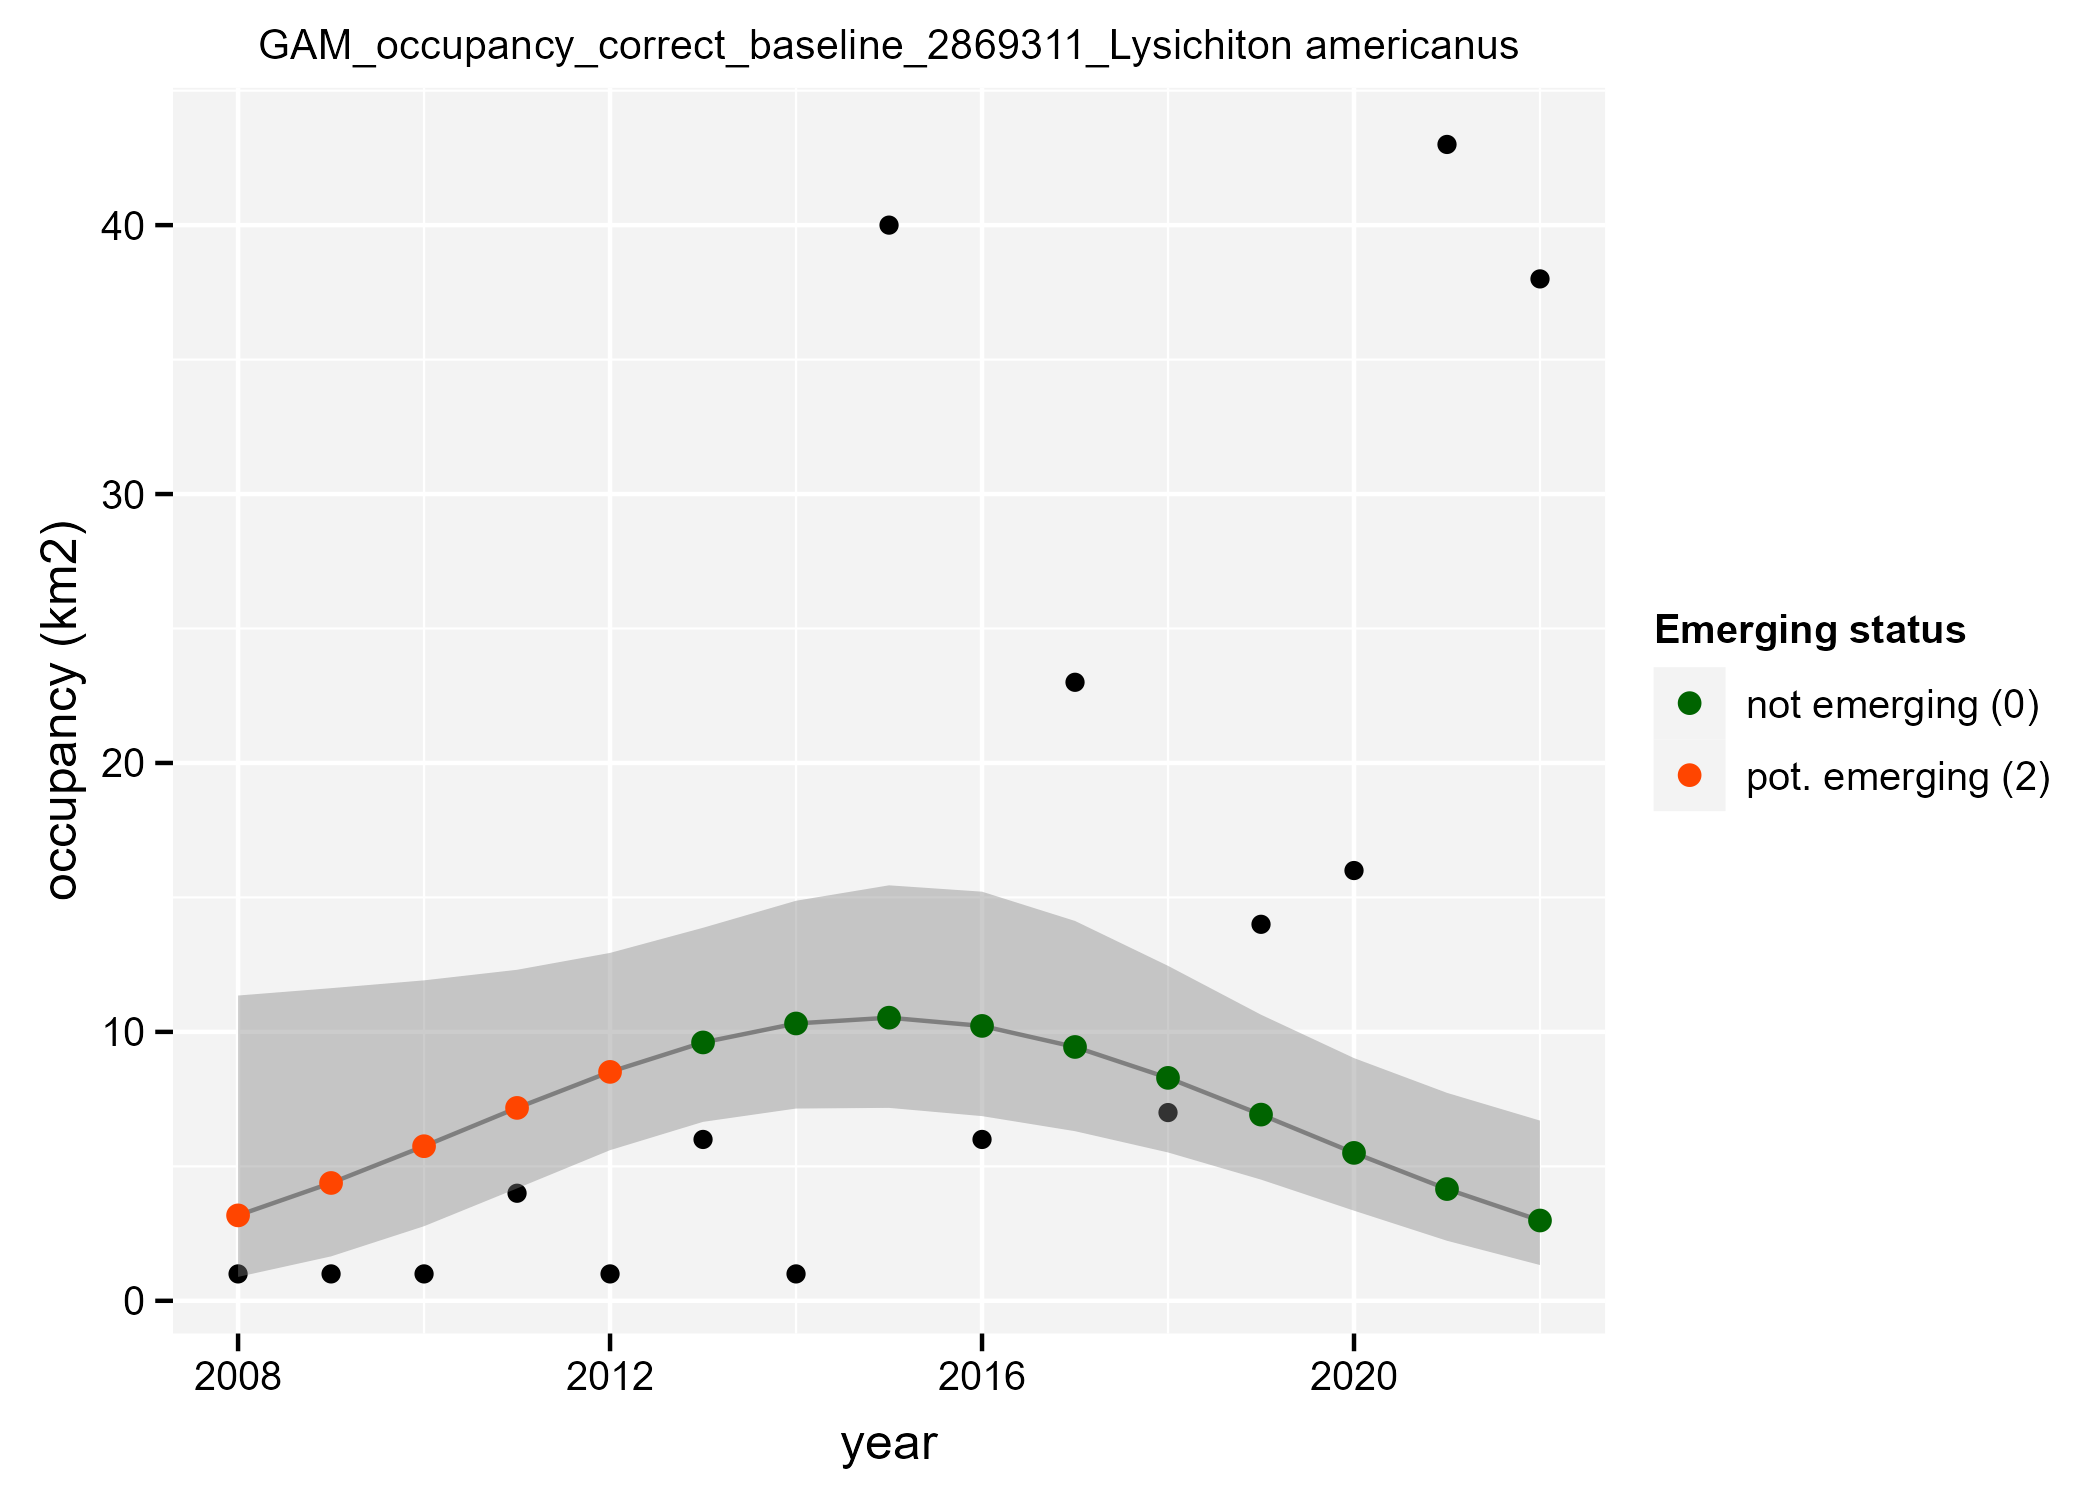 GAM_occupancy_correct_baseline_2869311_Lysichiton americanus
40
30
20
10
0
occupancy (km2)
2008 2012 2016 2020
year
Emerging status
not emerging (0)
pot. emerging (2)